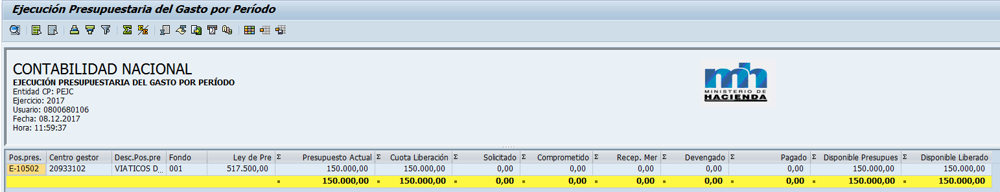 Ejecución Presupuestaria del Gasto por Período
CONTABILIDAD NACIONAL
EJECUCIÓN PRESUPUESTARIA DEL GASTO POR PERÍODO
Entidad CP: PEJC
Ejercicio: 2017
Usuario: 0800680106
Fecha: 08.12.2017
Hora: 11:59:37
mh
MINISTERIO DE
HACIENDA
Pos.pres. Centro gestor Desc.Pos.pre Fondo Ley de Pre Σ Presupuesto Actual Σ Cuota Liberación Σ Solicitado Σ Comprometido Σ Recep. Mer Σ Devengado Σ Pagado Σ Disponible Presupues Σ Disponible Liberado
E-10502 20933102 VIATICOS D... 001 517.500,00 150.000,00 150.000,00 0,00 0,00 0,00 0,00 0,00 150.000,00 150.000,00
150.000,00 150.000,00 0,00 0,00 0,00 0,00 0,00 150.000,00 150.000,00